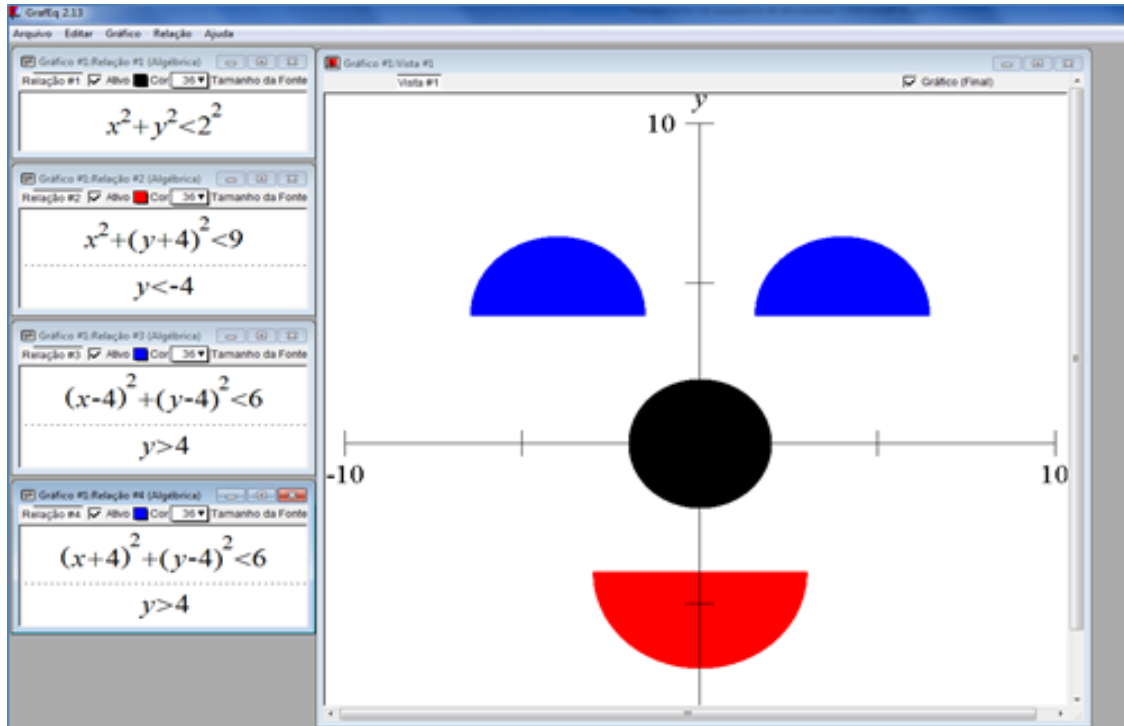 GrafEq 2.13
Arquivo Editar Gráfico Relação Ajuda
Gráfico #1:Relação #1 (Algébrica)
Relação #1 Ativo Cor 36 Tamanho da Fonte
x²+y²<2²
Gráfico #1:Relação #2 (Algébrica)
Relação #2 Ativo Cor 36 Tamanho da Fonte
x²+(y+4)²<9
y<-4
Gráfico #1:Relação #3 (Algébrica)
Relação #3 Ativo Cor 36 Tamanho da Fonte
(x-4)²+(y-4)²<6
y>4
Gráfico #1:Relação #4 (Algébrica)
Relação #4 Ativo Cor 36 Tamanho da Fonte
(x+4)²+(y-4)²<6
y>4
Gráfico #1:Vista #1
Vista #1 Gráfico (Final)
y
10
-10
10